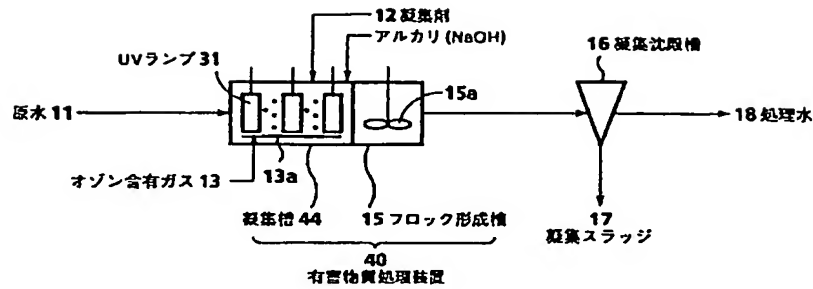 12 凝集剤
アルカリ (NaOH)
UVランプ 31
16 凝集沈殿槽
15a
原水 11
18 処理水
13a
オゾン含有ガス 13
凝集槽 44
15 フロック形成槽
17
凝集スラッジ
40
有害物質処理装置